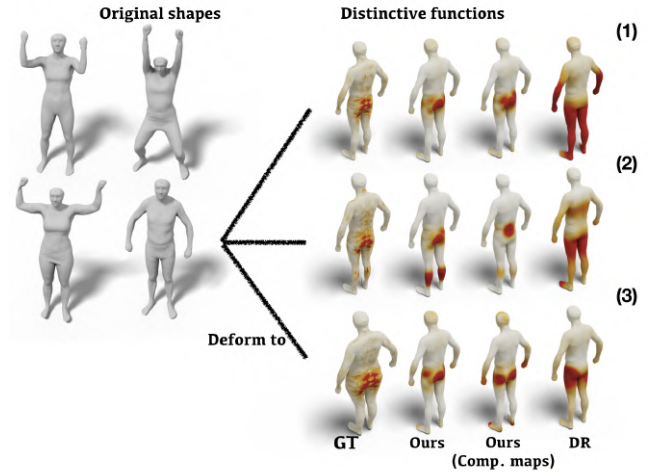 Original shapes
Distinctive functions
(1)
(2)
(3)
Deform to
GT
Ours
Ours
(Comp. maps)
DR